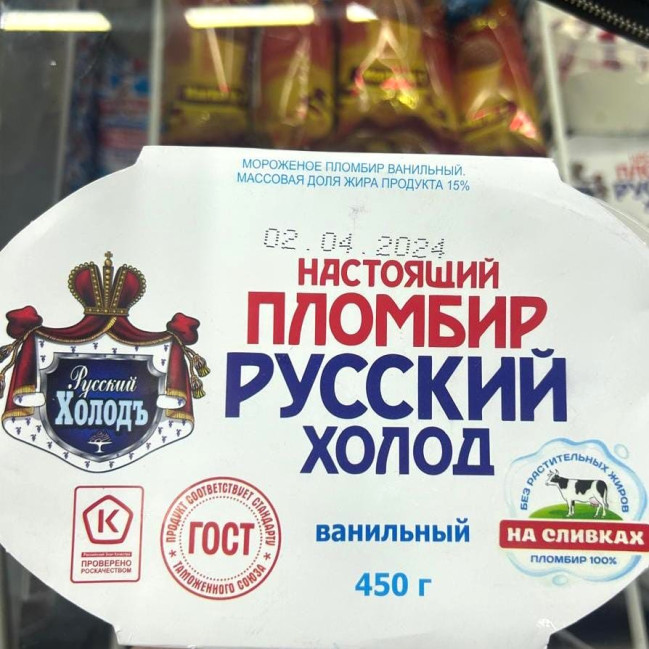 МОРОЖЕНОЕ ПЛОМБИР ВАНИЛЬНЫЙ.
МАССОВАЯ ДОЛЯ ЖИРА ПРОДУКТА 15%
02.04.2024
НАСТОЯЩИЙ
ПЛОМБИР
РУССКИЙ
ХОЛОД
Русский
ХОЛОДЪ
БЕЗ РАСТИТЕЛЬНЫХ ЖИРОВ
НА СЛИВКАХ
ПЛОМБИР 100%
К
ПРОВЕРЕНО
РОСКАЧЕСТВОМ
ПРОДУКТ СООТВЕТСТВУЕТ СТАНДАРТУ
ГОСТ
ТАМОЖЕННОГО СОЮЗА
ванильный
450 г